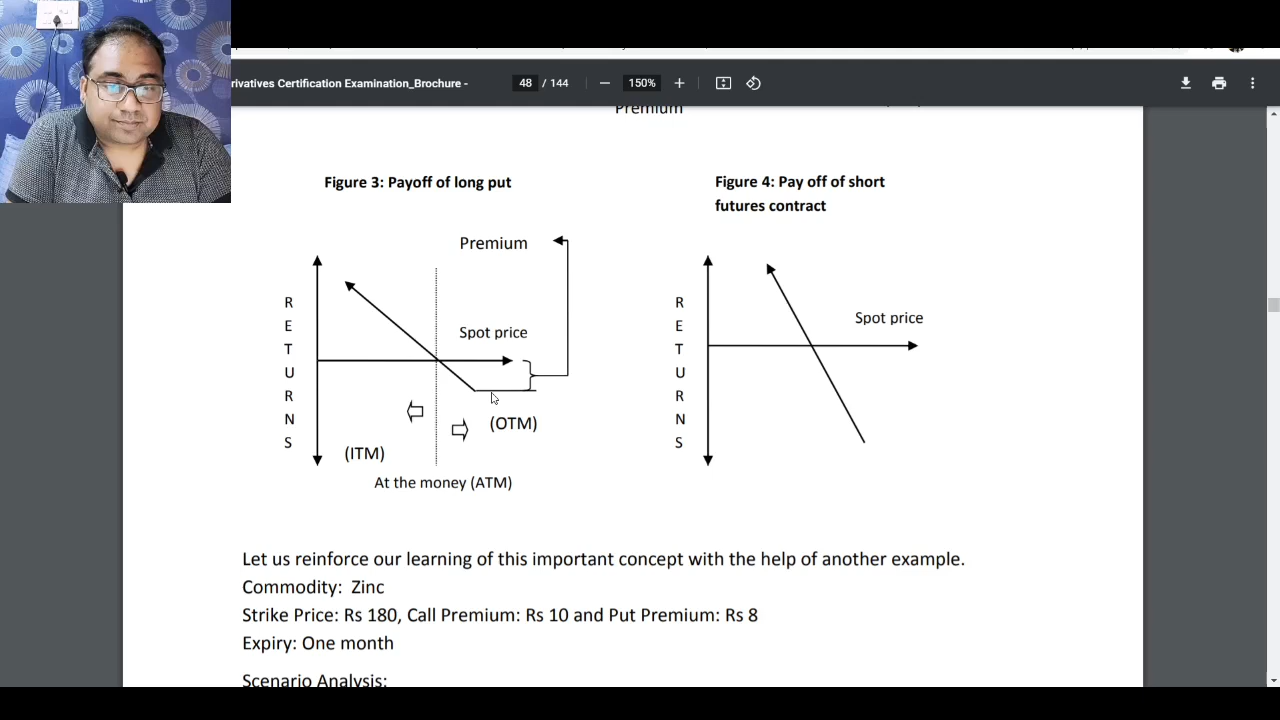 rivatives Certification Examination_Brochure -
48 / 144
150%
Premium
Figure 3: Payoff of long put
Figure 4: Pay off of short
futures contract
Premium
Spot price
R
E
T
U
R
N
S
(OTM)
(ITM)
At the money (ATM)
Spot price
R
E
T
U
R
N
S
Let us reinforce our learning of this important concept with the help of another example.
Commodity: Zinc
Strike Price: Rs 180, Call Premium: Rs 10 and Put Premium: Rs 8
Expiry: One month
Scenario Analysis: